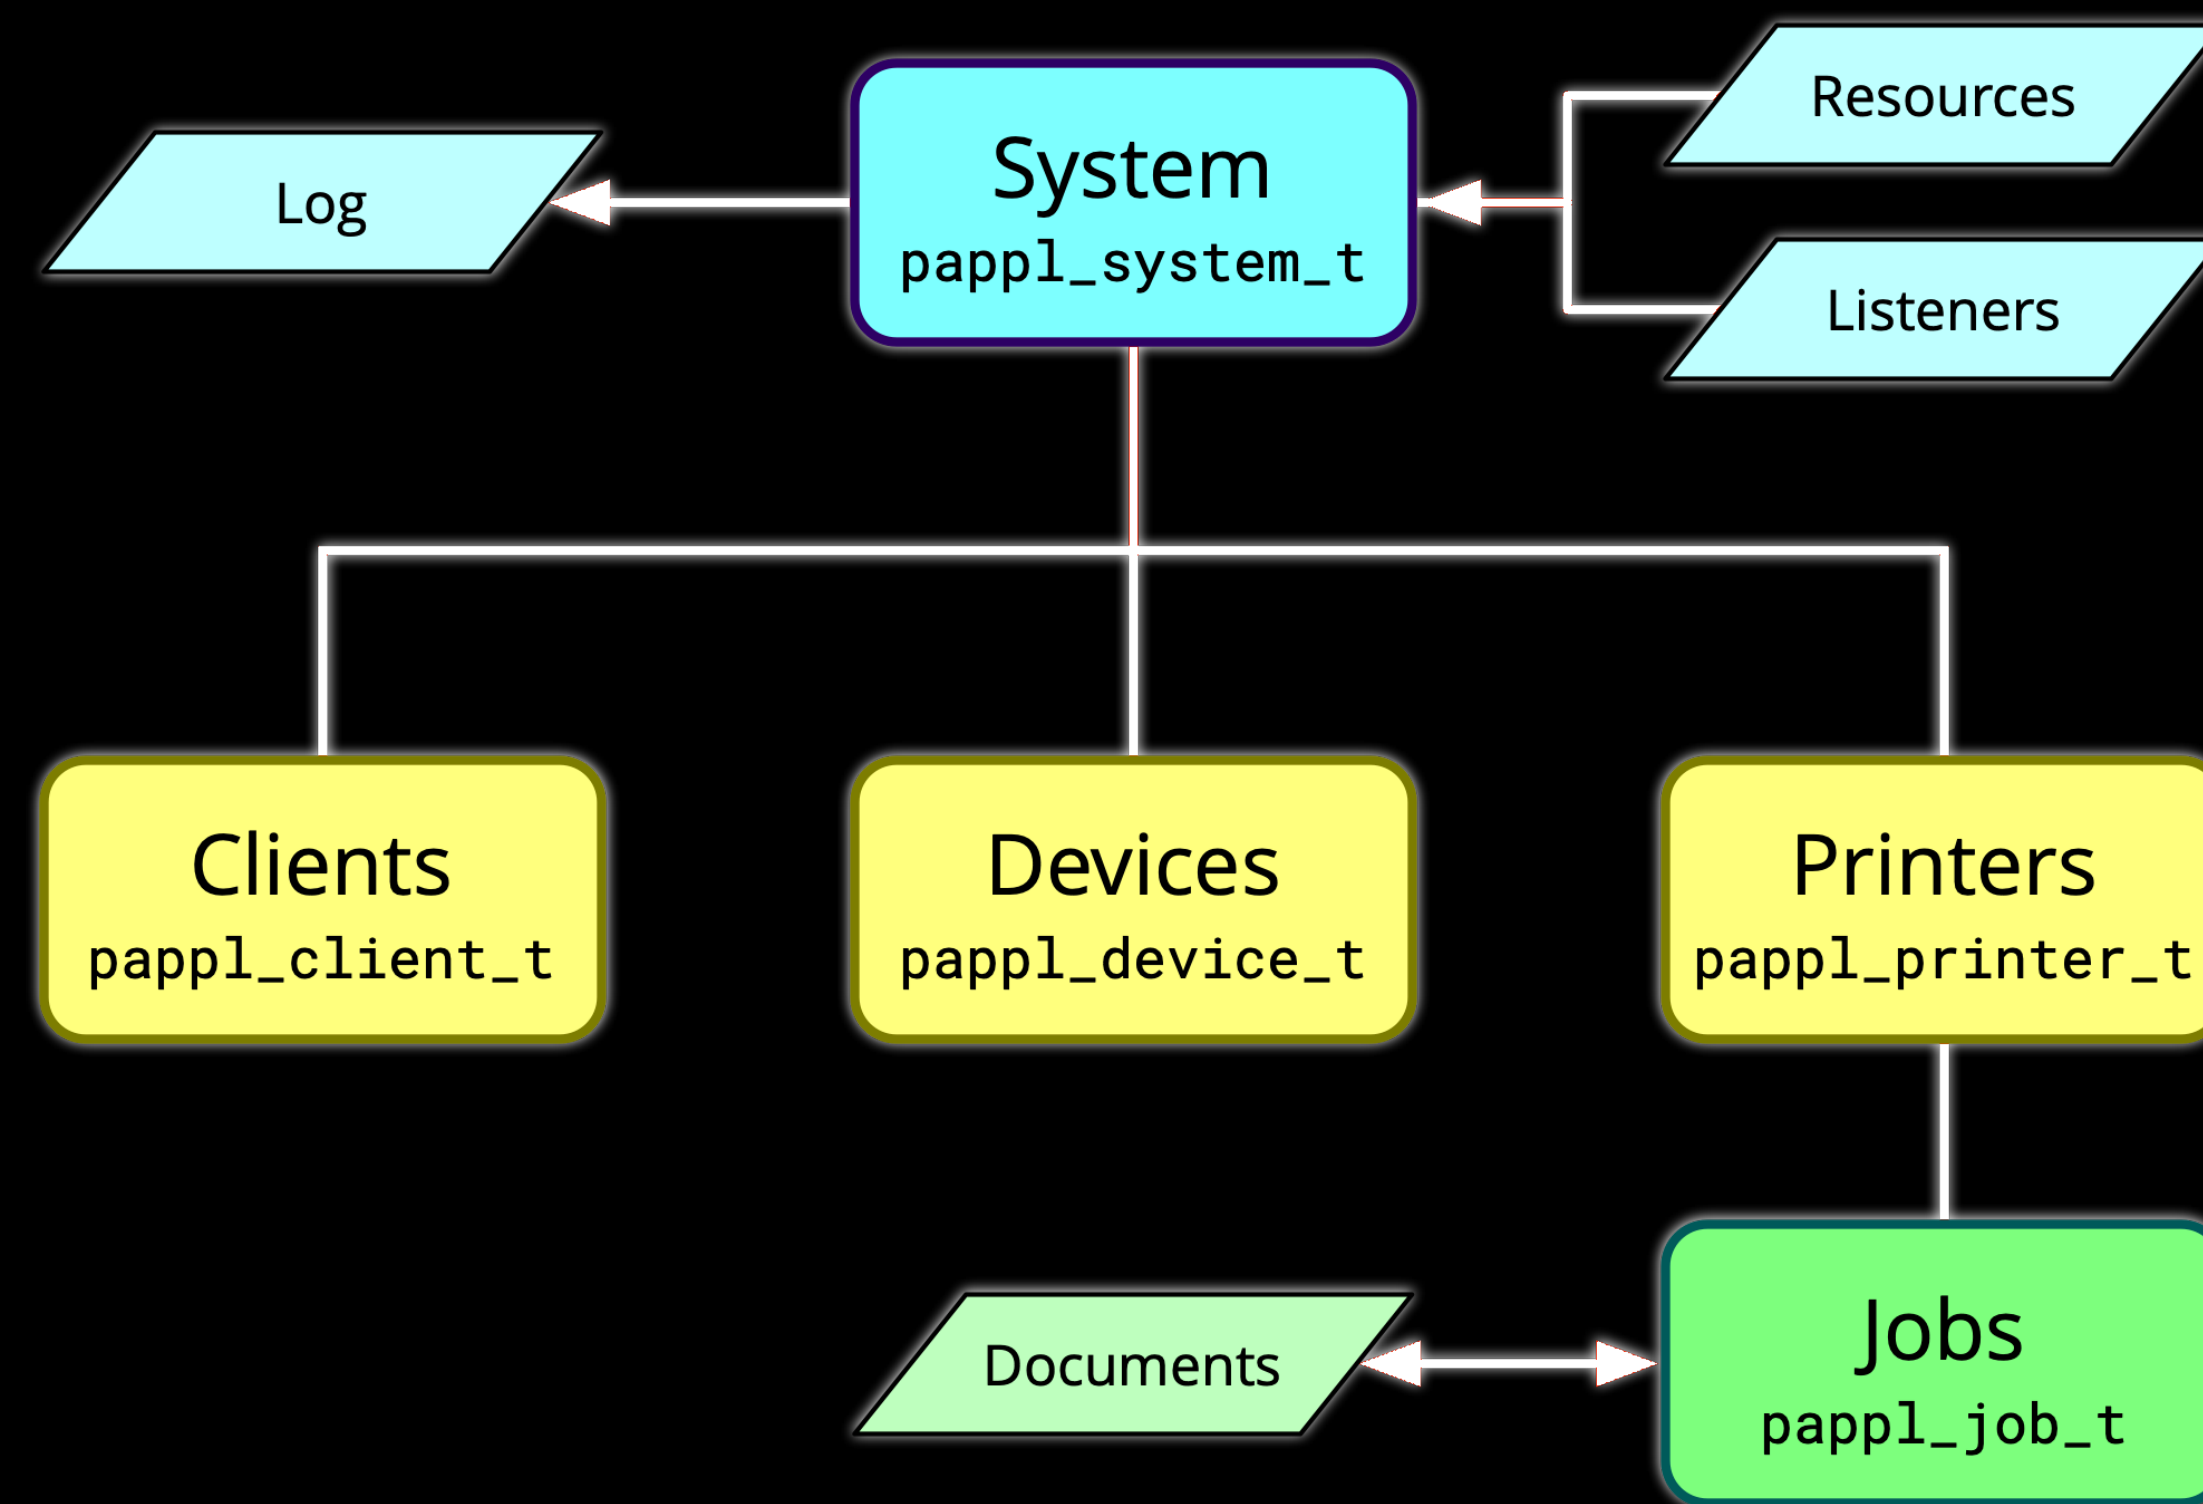 Resources
Log
System
pappl_system_t
Listeners
Clients
pappl_client_t
Devices
pappl_device_t
Printers
pappl_printer_t
Documents
Jobs
pappl_job_t